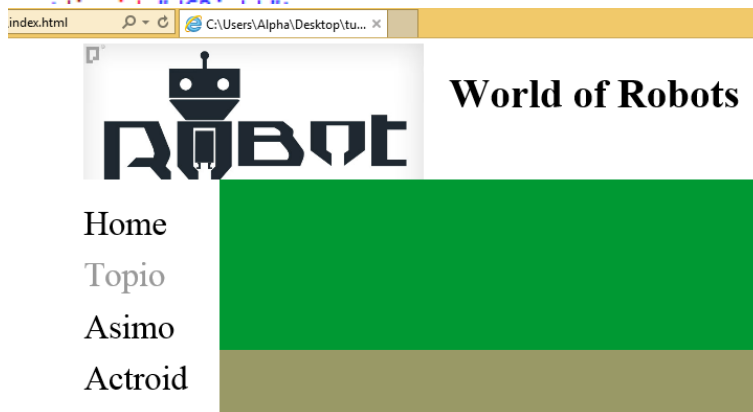 index.html
C:\Users\Alpha\Desktop\tu...
RoBot
World of Robots
Home
Topio
Asimo
Actroid